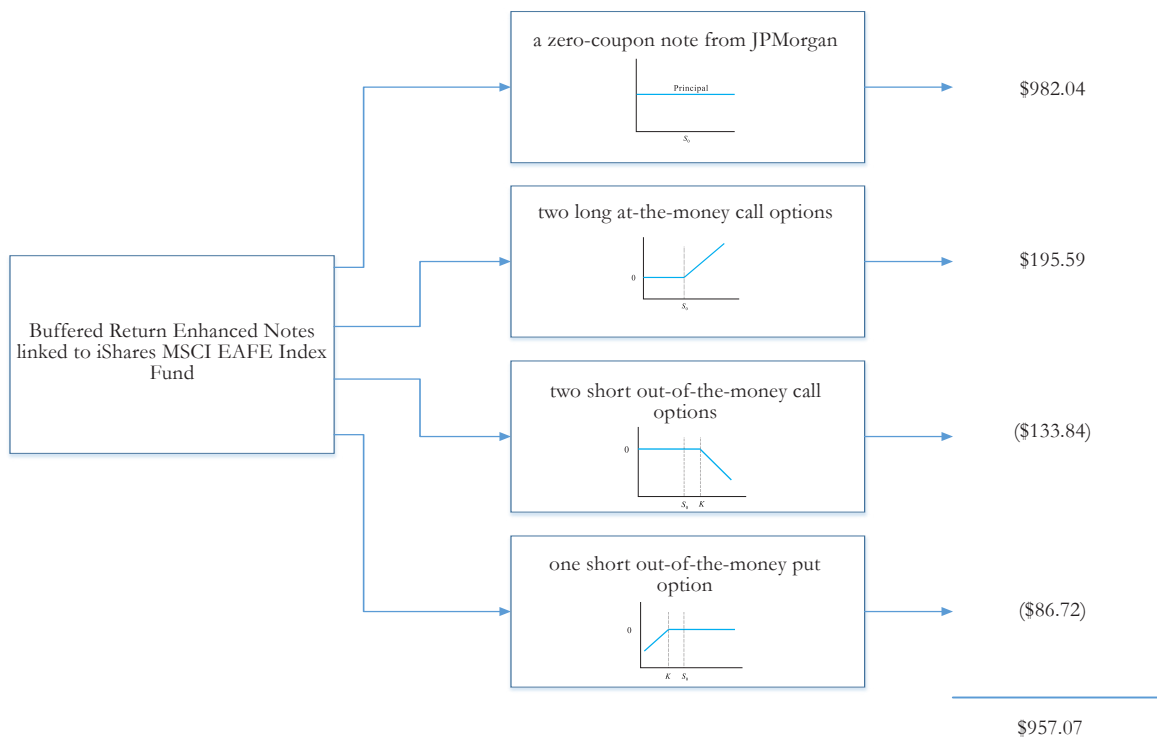 a zero-coupon note from JPMorgan
Principal
S0
$982.04
two long at-the-money call options
0
S0
$195.59
Buffered Return Enhanced Notes
linked to iShares MSCI EAFE Index
Fund
two short out-of-the-money call
options
0
S0 K
($133.84)
one short out-of-the-money put
option
0
K S0
($86.72)
$957.07